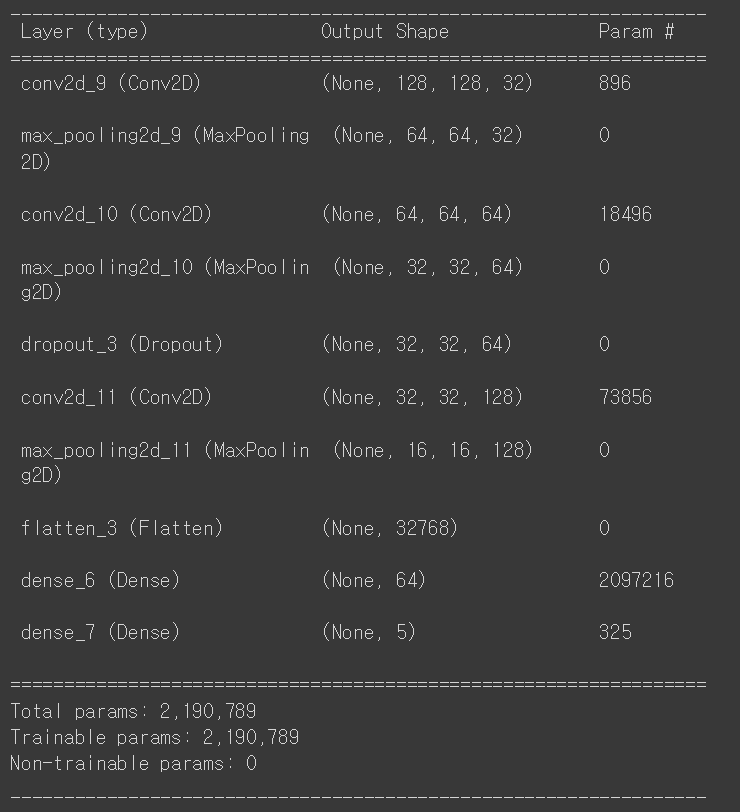 _________________________________________________________________
Layer (type)                Output Shape              Param #
=================================================================
conv2d_9 (Conv2D)           (None, 128, 128, 32)      896
max_pooling2d_9 (MaxPooling  (None, 64, 64, 32)       0
2D)
conv2d_10 (Conv2D)          (None, 64, 64, 64)        18496
max_pooling2d_10 (MaxPoolin  (None, 32, 32, 64)       0
g2D)
dropout_3 (Dropout)         (None, 32, 32, 64)        0
conv2d_11 (Conv2D)          (None, 32, 32, 128)       73856
max_pooling2d_11 (MaxPoolin  (None, 16, 16, 128)      0
g2D)
flatten_3 (Flatten)         (None, 32768)             0
dense_6 (Dense)             (None, 64)                2097216
dense_7 (Dense)             (None, 5)                 325
=================================================================
Total params: 2,190,789
Trainable params: 2,190,789
Non-trainable params: 0
_________________________________________________________________